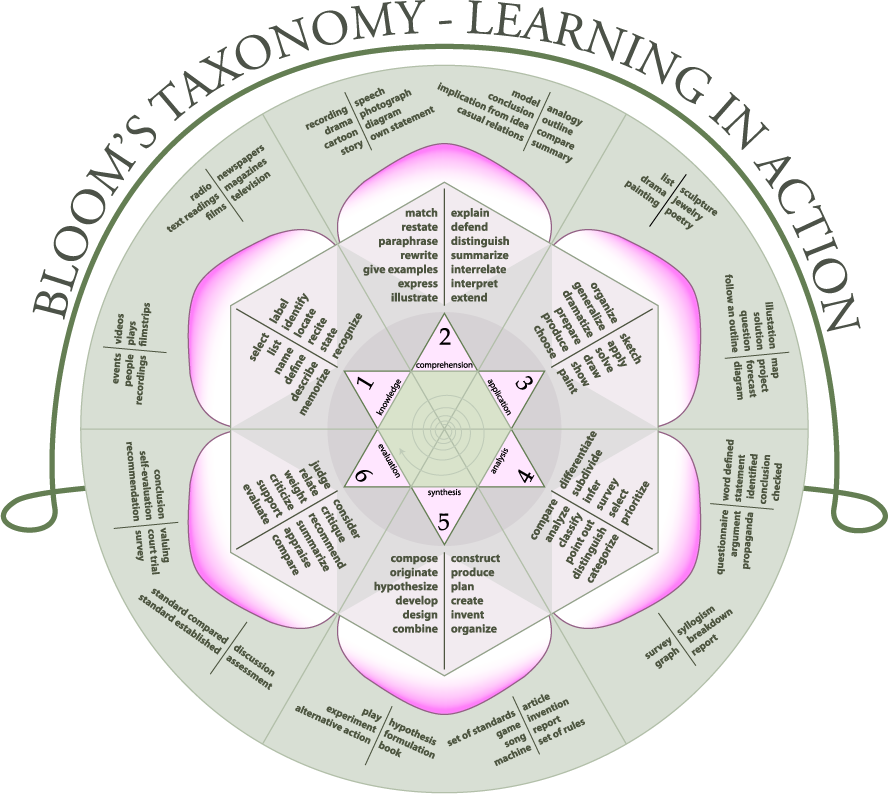 BLOOM'S TAXONOMY - LEARNING IN ACTION
recording
drama
cartoon
story
speech
photograph
diagram
own statement
model
conclusion
implication from idea
casual relations
analogy
outline
compare
summary
list
drama
painting
sculpture
jewelry
poetry
illustation
solution
question
follow an outline
map
project
forecast
diagram
word defined
statement
identified
conclusion
checked
questionnaire
argument
propaganda
syllogism
breakdown
report
survey
graph
article
invention
report
set of rules
set of standards
game
song
machine
hypothesis
formulation
book
play
experiment
alternative action
discussion
assessment
standard compared
standard established
conclusion
self-evaluation
recommendation
valuing
court trial
survey
videos
plays
filmstrips
events
people
recordings
radio
text readings
films
newspapers
magazines
television
1
knowledge
select
list
name
define
describe
memorize
label
identify
locate
recite
state
recognize
2
comprehension
match
restate
paraphrase
rewrite
give examples
express
illustrate
explain
defend
distinguish
summarize
interrelate
interpret
extend
3
application
organize
generalize
dramatize
prepare
produce
choose
sketch
apply
solve
draw
show
paint
4
analysis
compare
analyze
classify
point out
distinguish
categorize
differentiate
subdivide
infer
survey
select
prioritize
5
synthesis
compose
originate
hypothesize
develop
design
combine
construct
produce
plan
create
invent
organize
6
evaluation
judge
relate
weight
criticize
support
evaluate
consider
critique
recommend
summarize
appraise
compare